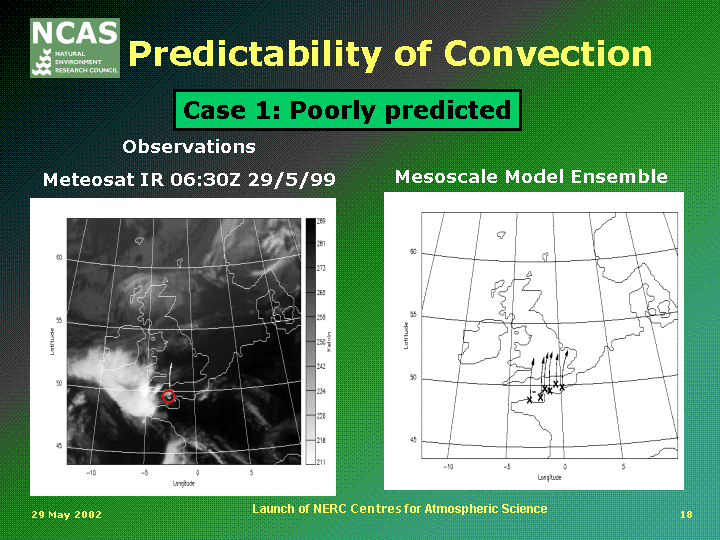 NCAS
NATURAL
ENVIRONMENT
RESEARCH COUNCIL
Predictability of Convection
Case 1: Poorly predicted
Observations
Meteosat IR 06:30Z 29/5/99
Mesoscale Model Ensemble
289
281
273
265
258
250
242
234
226
218
211
Kelvin
60
55
50
45
Latitude
-10
-5
0
5
Longitude
60
55
50
45
Latitude
-10
-5
0
5
Longitude
29 May 2002
Launch of NERC Centres for Atmospheric Science
18